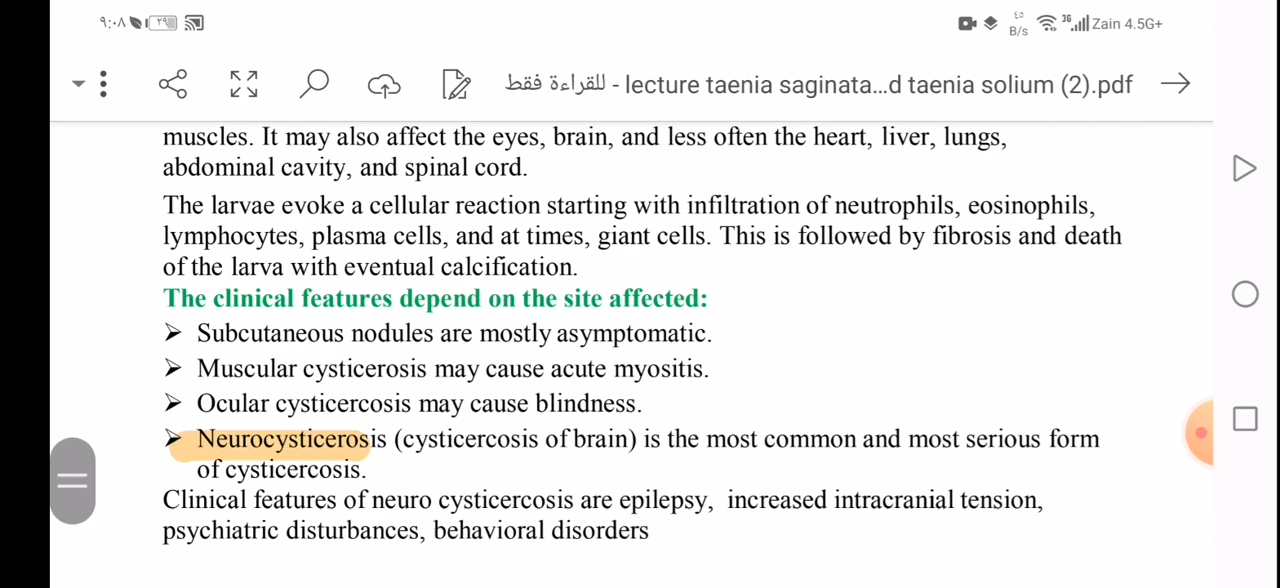 ٩:٠٨ ٢٩ ٤٥ B/s 3G Zain 4.5G+
للقراءة فقط - lecture taenia saginata...d taenia solium (2).pdf
muscles. It may also affect the eyes, brain, and less often the heart, liver, lungs,
abdominal cavity, and spinal cord.
The larvae evoke a cellular reaction starting with infiltration of neutrophils, eosinophils,
lymphocytes, plasma cells, and at times, giant cells. This is followed by fibrosis and death
of the larva with eventual calcification.
The clinical features depend on the site affected:
➢ Subcutaneous nodules are mostly asymptomatic.
➢ Muscular cysticerosis may cause acute myositis.
➢ Ocular cysticercosis may cause blindness.
➢ Neurocysticerosis (cysticercosis of brain) is the most common and most serious form
of cysticercosis.
Clinical features of neuro cysticercosis are epilepsy, increased intracranial tension,
psychiatric disturbances, behavioral disorders